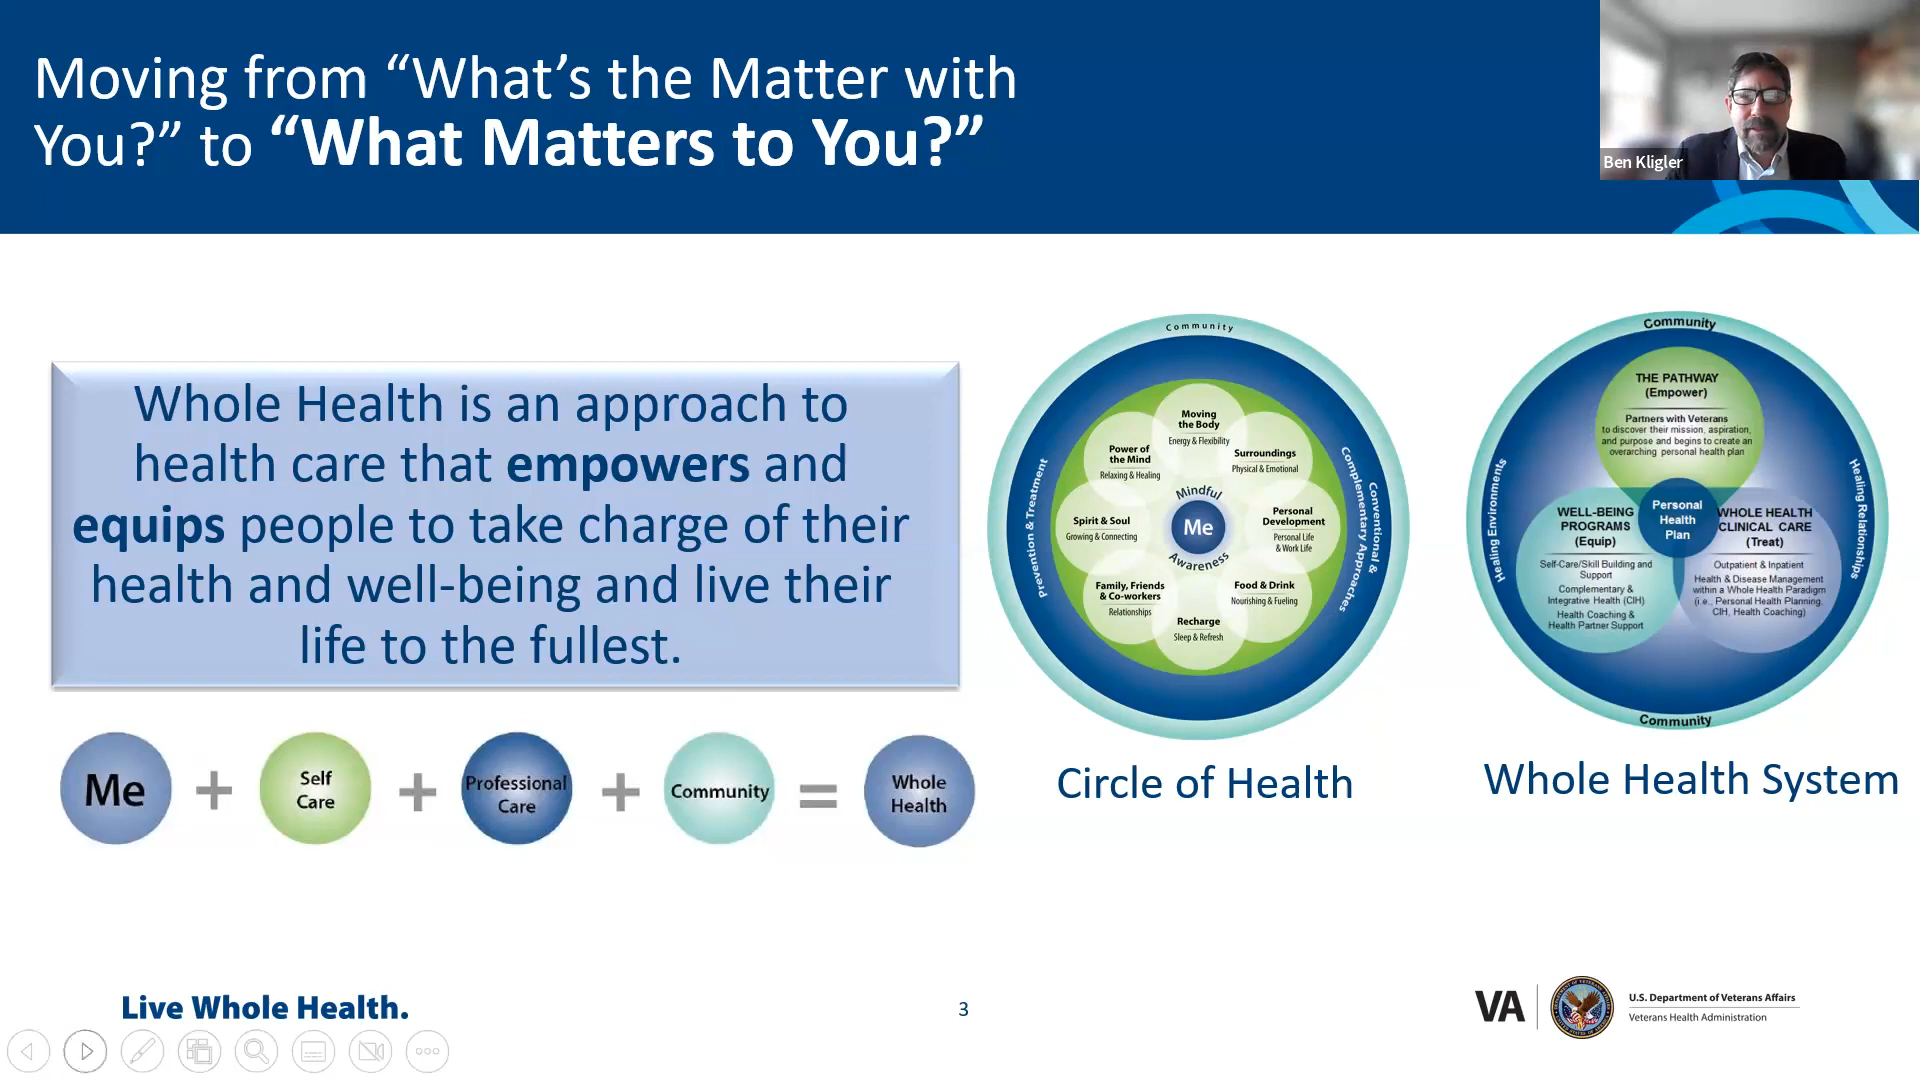 Moving from “What’s the Matter with
You?” to “What Matters to You?”
Ben Kligler
Whole Health is an approach to
health care that empowers and
equips people to take charge of their
health and well-being and live their
life to the fullest.
Me + Self Care + Professional Care + Community = Whole Health
Community
Prevention & Treatment
Conventional &
Complementary Approaches
Moving
the Body
Energy & Flexibility
Surroundings
Physical & Emotional
Personal
Development
Personal Life
& Work Life
Food & Drink
Nourishing & Fueling
Recharge
Sleep & Refresh
Family, Friends
& Co-workers
Relationships
Spirit & Soul
Growing & Connecting
Power of
the Mind
Relaxing & Healing
Mindful
Me
Awareness
Circle of Health
Community
Healing Environments
Healing Relationships
THE PATHWAY
(Empower)
Partners with Veterans
to discover their mission, aspiration,
and purpose and begins to create an
overarching personal health plan
Personal
Health
Plan
WELL-BEING
PROGRAMS
(Equip)
Self-Care/Skill Building and
Support
Complementary &
Integrative Health (CIH)
Health Coaching &
Health Partner Support
WHOLE HEALTH
CLINICAL CARE
(Treat)
Outpatient & Inpatient
Health & Disease Management
within a Whole Health Paradigm
(i.e., Personal Health Planning,
CIH, Health Coaching)
Community
Whole Health System
Live Whole Health.
3
VA
U.S. Department of Veterans Affairs
Veterans Health Administration